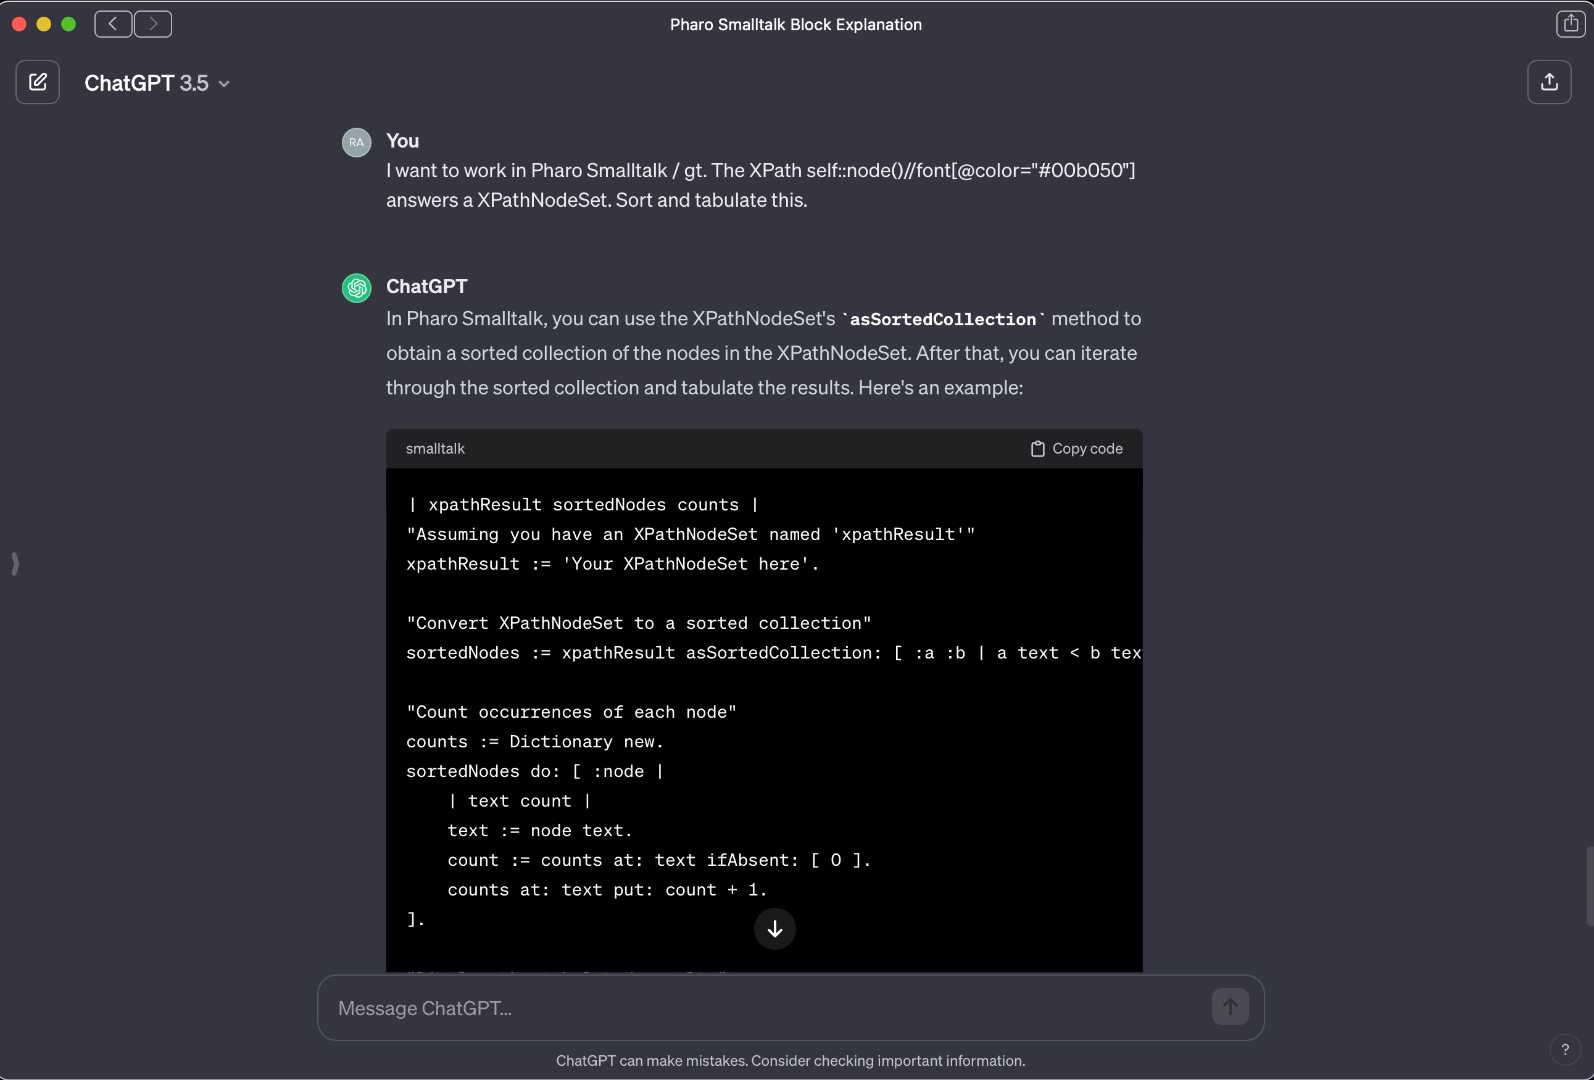 Pharo Smalltalk Block Explanation
ChatGPT 3.5
RA
You
I want to work in Pharo Smalltalk / gt. The XPath self::node()//font[@color="#00b050"]
answers a XPathNodeSet. Sort and tabulate this.
ChatGPT
In Pharo Smalltalk, you can use the XPathNodeSet's `asSortedCollection` method to
obtain a sorted collection of the nodes in the XPathNodeSet. After that, you can iterate
through the sorted collection and tabulate the results. Here's an example:
smalltalk
Copy code
| xpathResult sortedNodes counts |
"Assuming you have an XPathNodeSet named 'xpathResult'"
xpathResult := 'Your XPathNodeSet here'.
"Convert XPathNodeSet to a sorted collection"
sortedNodes := xpathResult asSortedCollection: [ :a :b | a text < b tex
"Count occurrences of each node"
counts := Dictionary new.
sortedNodes do: [ :node |
| text count |
text := node text.
count := counts at: text ifAbsent: [ 0 ].
counts at: text put: count + 1.
].
Message ChatGPT...
ChatGPT can make mistakes. Consider checking important information.
?